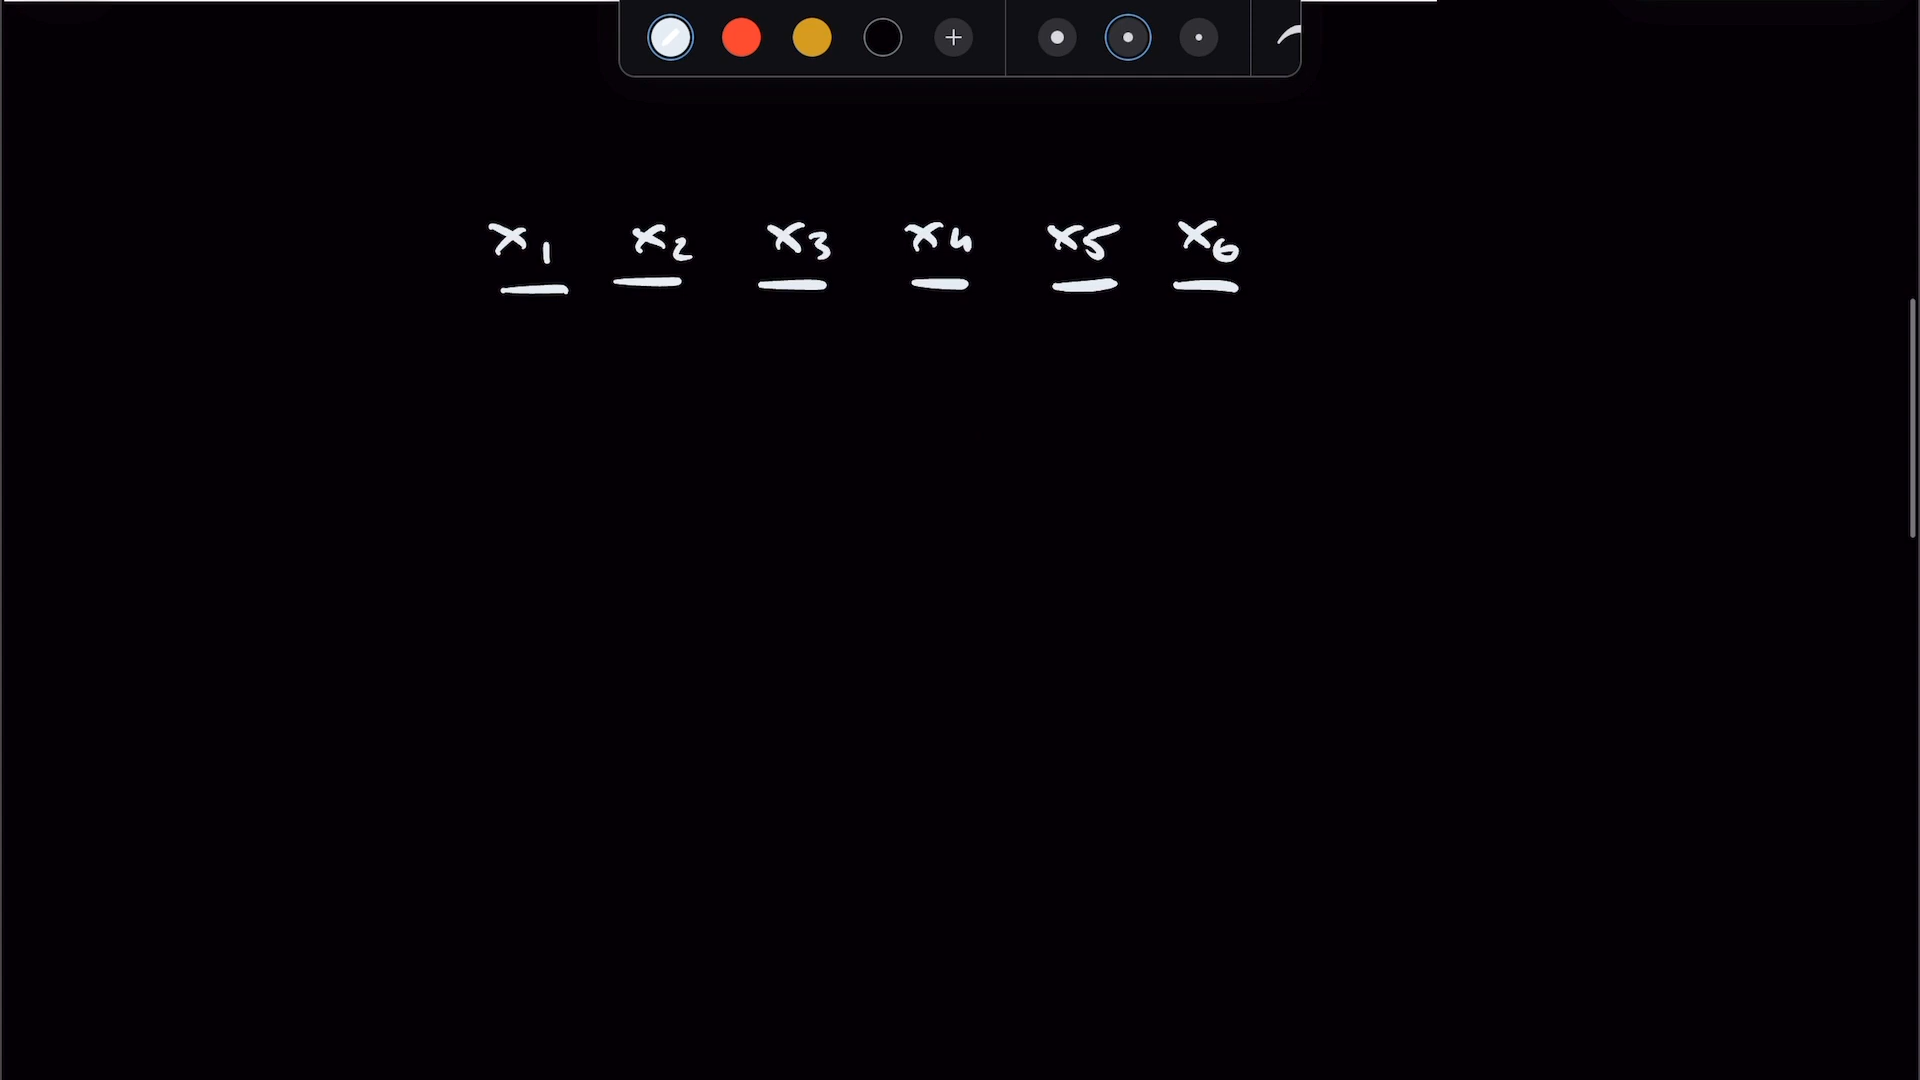 x₁ x₂ x₃ x₄ x₅ x₆